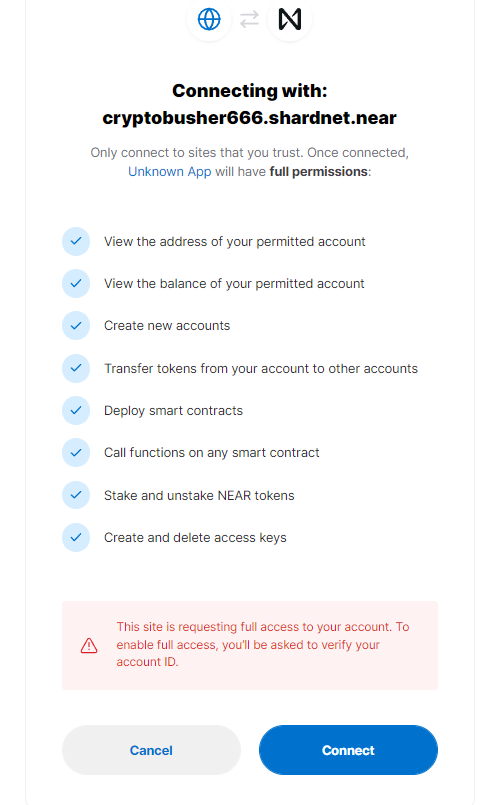 Connecting with:
cryptobusher666.shardnet.near
Only connect to sites that you trust. Once connected,
Unknown App will have full permissions:
View the address of your permitted account
View the balance of your permitted account
Create new accounts
Transfer tokens from your account to other accounts
Deploy smart contracts
Call functions on any smart contract
Stake and unstake NEAR tokens
Create and delete access keys
This site is requesting full access to your account. To
enable full access, you'll be asked to verify your
account ID.
Cancel
Connect